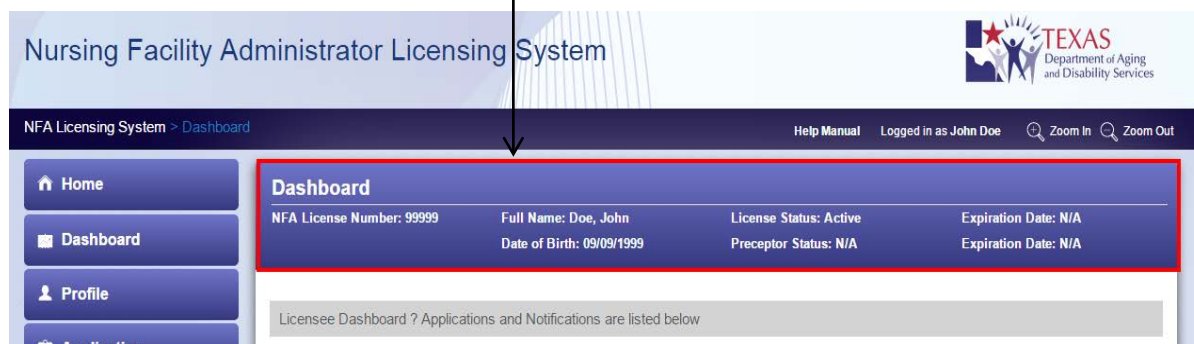 Nursing Facility Administrator Licensing System
TEXAS
Department of Aging
and Disability Services
NFA Licensing System > Dashboard
Help Manual Logged in as John Doe Zoom In Zoom Out
Home
Dashboard
Profile
Dashboard
NFA License Number: 99999 Full Name: Doe, John License Status: Active Expiration Date: N/A
Date of Birth: 09/09/1999 Preceptor Status: N/A Expiration Date: N/A
Licensee Dashboard ? Applications and Notifications are listed below